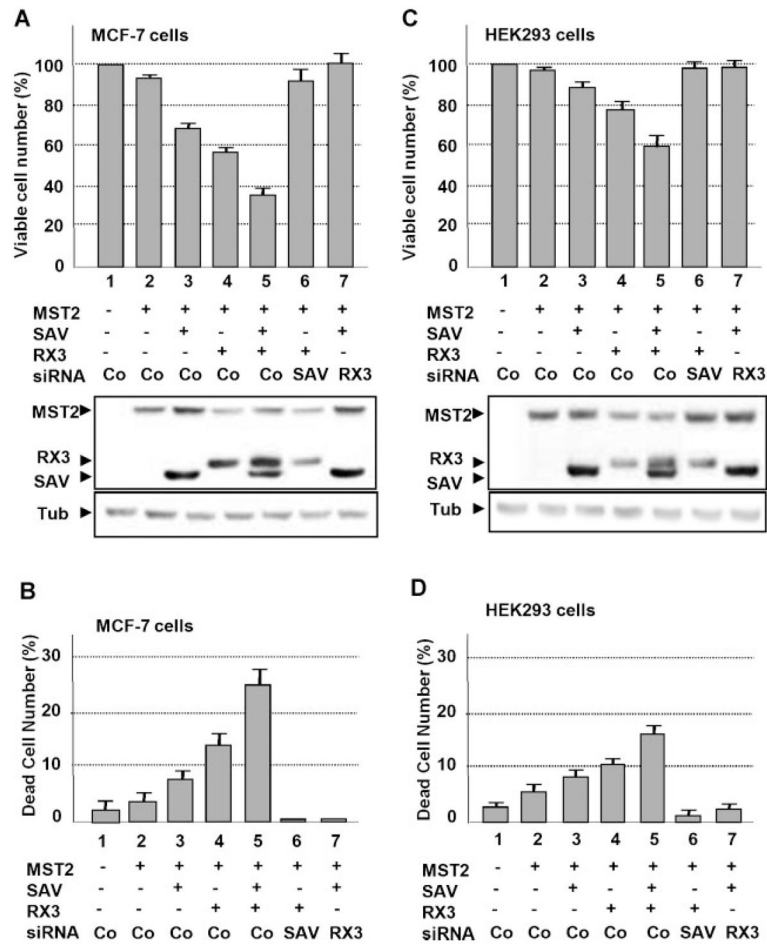 A
MCF-7 cells
Viable cell number (%)
100
80
60
40
20
0
1 2 3 4 5 6 7
MST2 - + + + + + +
SAV - - + - + - +
RX3 - - - + + + -
siRNA Co Co Co Co Co SAV RX3
MST2
RX3
SAV
Tub
C
HEK293 cells
Viable cell number (%)
100
80
60
40
20
0
1 2 3 4 5 6 7
MST2 - + + + + + +
SAV - - + - + - +
RX3 - - - + + + -
siRNA Co Co Co Co Co SAV RX3
MST2
RX3
SAV
Tub
B
MCF-7 cells
Dead Cell Number (%)
30
20
10
0
1 2 3 4 5 6 7
MST2 - + + + + + +
SAV - - + - + - +
RX3 - - - + + + -
siRNA Co Co Co Co Co SAV RX3
D
HEK293 cells
Dead Cell Number (%)
30
20
10
0
1 2 3 4 5 6 7
MST2 - + + + + + +
SAV - - + - + - +
RX3 - - - + + + -
siRNA Co Co Co Co Co SAV RX3